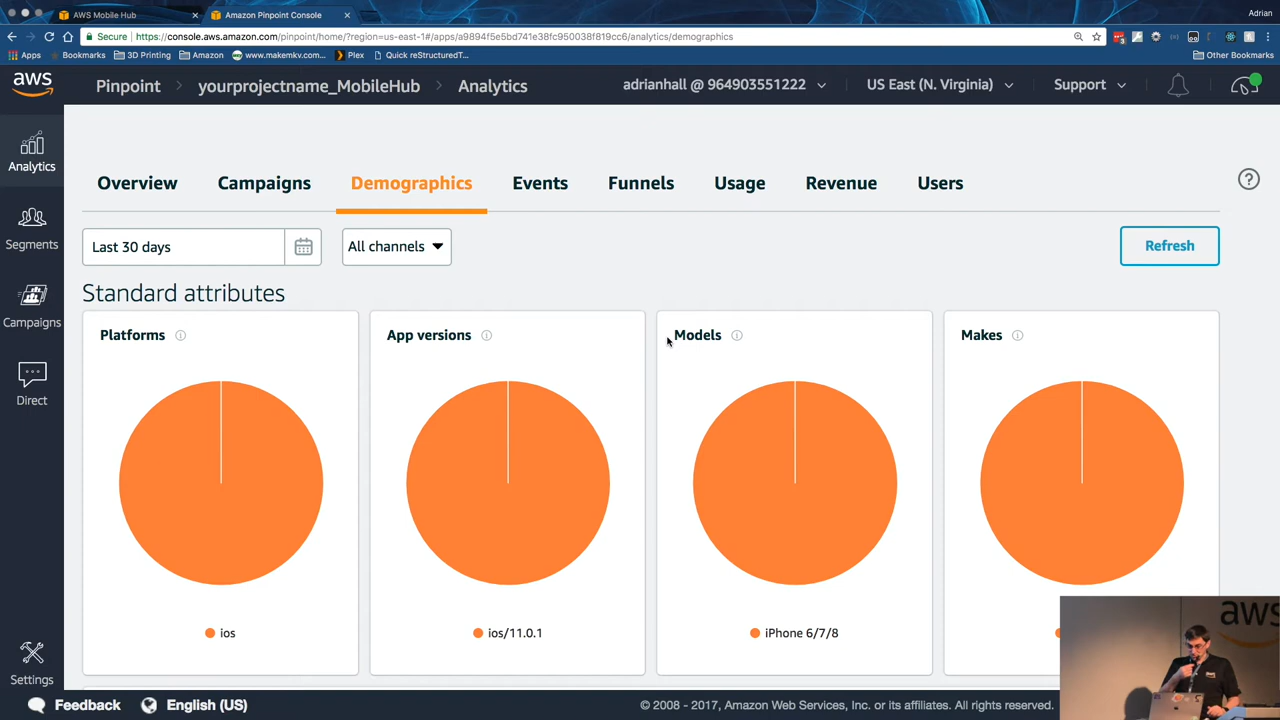 AWS Mobile Hub
Amazon Pinpoint Console
Adrian
Secure
https://console.aws.amazon.com/pinpoint/home/?region=us-east-1#/apps/a9894f5e5bd741e38fc950038f819cc6/analytics/demographics
Apps
Bookmarks
3D Printing
Amazon
www.makemkv.com...
Plex
Quick reStructuredT...
Other Bookmarks
aws
Pinpoint
yourprojectname_MobileHub
Analytics
adrianhall @ 964903551222
US East (N. Virginia)
Support
Analytics
Segments
Campaigns
Direct
Settings
Overview
Campaigns
Demographics
Events
Funnels
Usage
Revenue
Users
Last 30 days
All channels
Refresh
Standard attributes
Platforms
App versions
Models
Makes
ios
ios/11.0.1
iPhone 6/7/8
aws
Feedback
English (US)
© 2008 - 2017, Amazon Web Services, Inc. or its affiliates. All rights reserved.